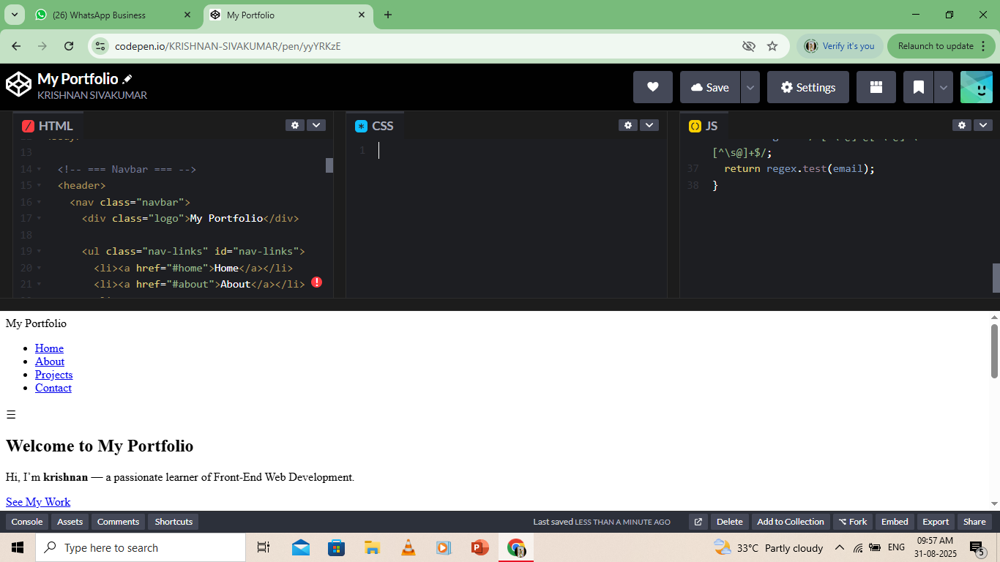 (26) WhatsApp Business
My Portfolio
codepen.io/KRISHNAN-SIVAKUMAR/pen/yyYRKzE
Verify it's you
Relaunch to update
My Portfolio
KRISHNAN SIVAKUMAR
Save
Settings
HTML
CSS
JS
13
14 <!-- === Navbar === -->
15 <header>
16 <nav class="navbar">
17 <div class="logo">My Portfolio</div>
18
19 <ul class="nav-links" id="nav-links">
20 <li><a href="#home">Home</a></li>
21 <li><a href="#about">About</a></li>
1
[^\s@]+$/;
37 return regex.test(email);
38 }
My Portfolio
Home
About
Projects
Contact
☰
Welcome to My Portfolio
Hi, I’m krishnan — a passionate learner of Front-End Web Development.
See My Work
Console
Assets
Comments
Shortcuts
Last saved LESS THAN A MINUTE AGO
Delete
Add to Collection
Fork
Embed
Export
Share
Type here to search
33°C Partly cloudy
ENG
09:57 AM
31-08-2025
5